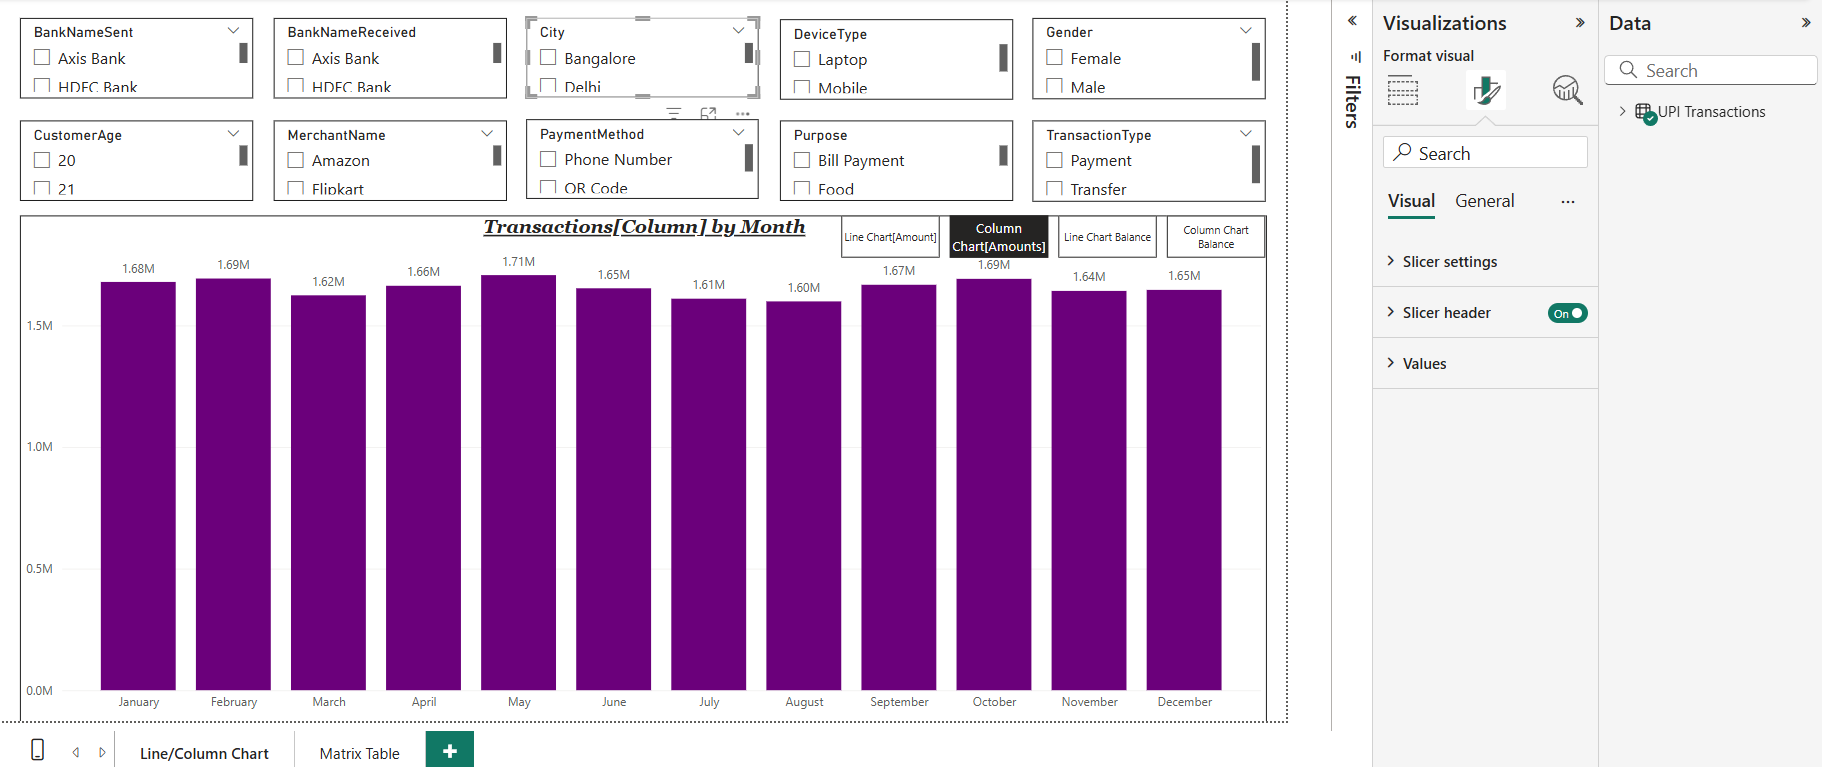 BankNameSent
Axis Bank
HDFC Bank
BankNameReceived
Axis Bank
HDFC Bank
City
Bangalore
Delhi
DeviceType
Laptop
Mobile
Gender
Female
Male
CustomerAge
20
21
MerchantName
Amazon
Flipkart
PaymentMethod
Phone Number
QR Code
Purpose
Bill Payment
Food
TransactionType
Payment
Transfer
Transactions[Column] by Month
Line Chart[Amount]
Column
Chart[Amounts]
Line Chart Balance
Column Chart
Balance
1.68M
1.69M
1.62M
1.66M
1.71M
1.65M
1.61M
1.60M
1.67M
1.69M
1.64M
1.65M
1.5M
1.0M
0.5M
0.0M
January
February
March
April
May
June
July
August
September
October
November
December
Line/Column Chart
Matrix Table
Filters
Visualizations
Format visual
Search
Visual
General
Slicer settings
Slicer header
On
Values
Data
Search
UPI Transactions